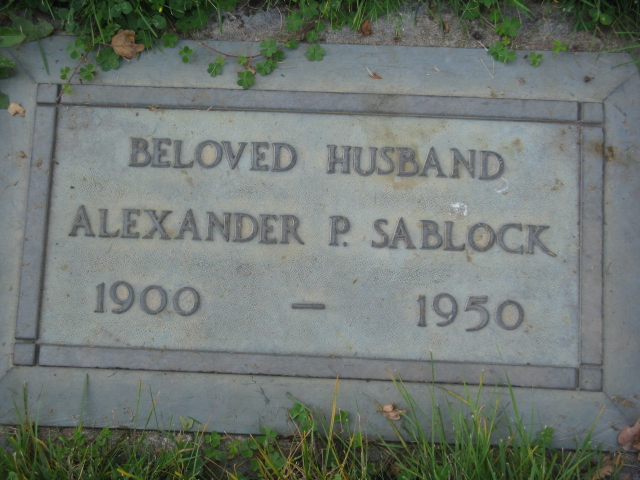 BELOVED HUSBAND
ALEXANDER P. SABLOCK
1900 – 1950